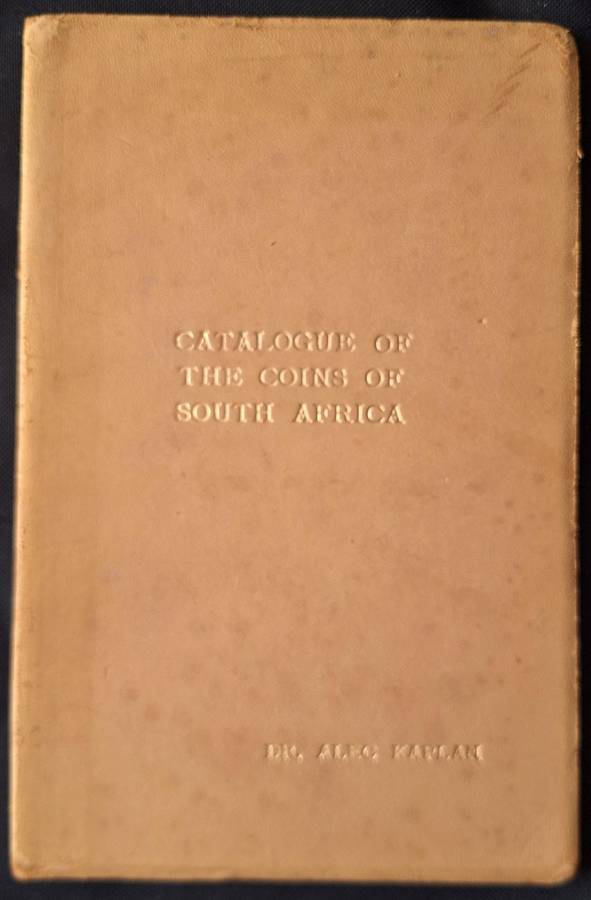 CATALOGUE OF
THE COINS OF
SOUTH AFRICA
DR. ALEC KAPLAN